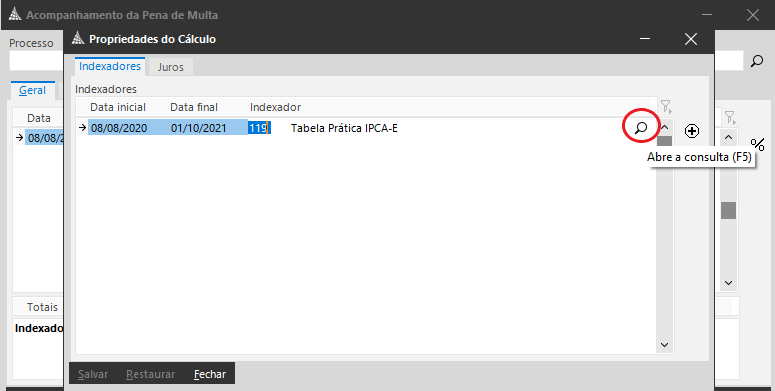 Acompanhamento da Pena de Multa
Processo
Propriedades do Cálculo
Indexadores Juros
Indexadores
Data inicial Data final Indexador
08/08/2020 01/10/2021 119 Tabela Prática IPCA-E
Abre a consulta (F5)
Geral
Data
08/08/2
%
Totais
Indexado
Salvar Restaurar Fechar